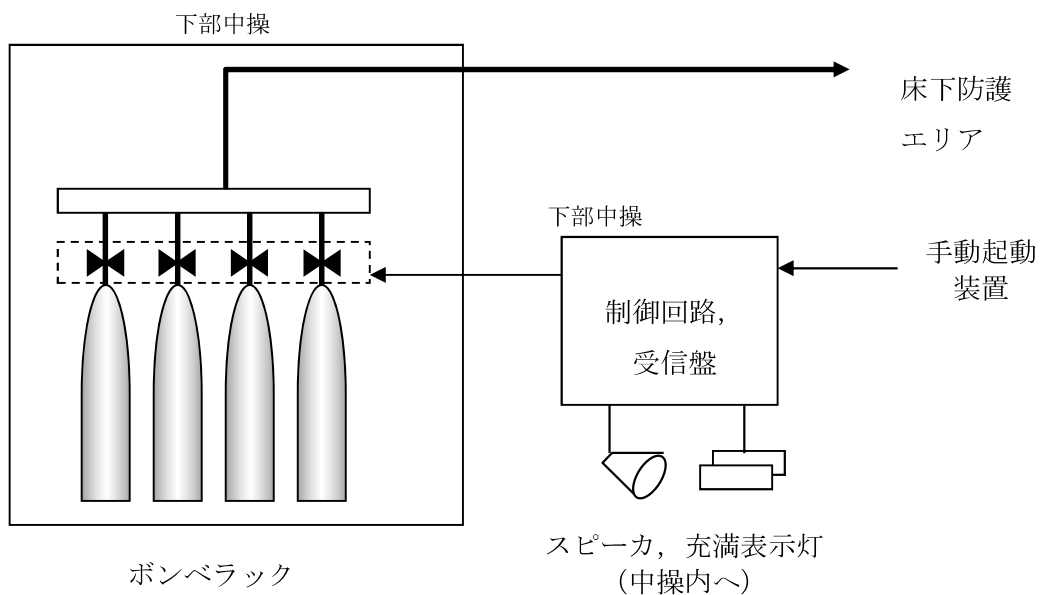 下部中操
床下防護
エリア
下部中操
手動起動
装置
制御回路,
受信盤
スピーカ, 充満表示灯
（中操内へ）
ボンベラック